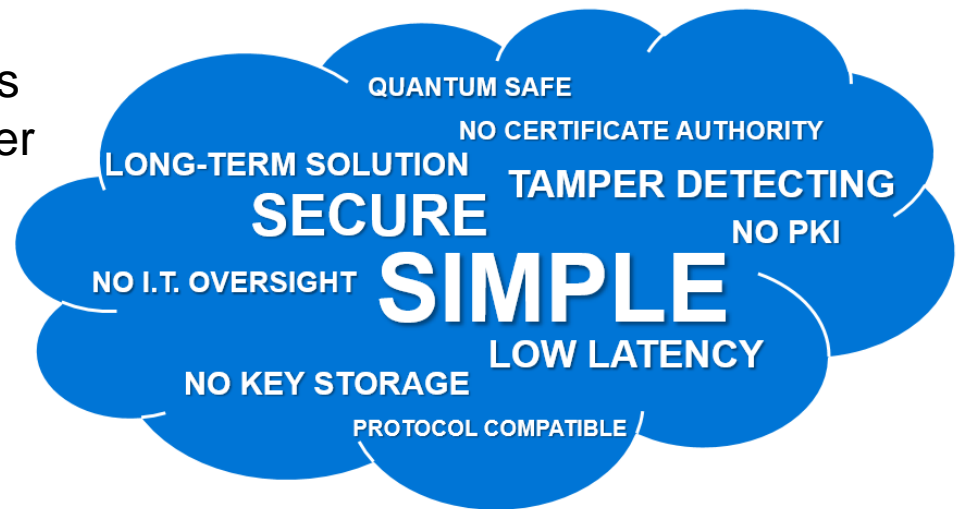 s
er
QUANTUM SAFE
NO CERTIFICATE AUTHORITY
LONG-TERM SOLUTION
TAMPER DETECTING
SECURE
NO PKI
NO I.T. OVERSIGHT
SIMPLE
LOW LATENCY
NO KEY STORAGE
PROTOCOL COMPATIBLE